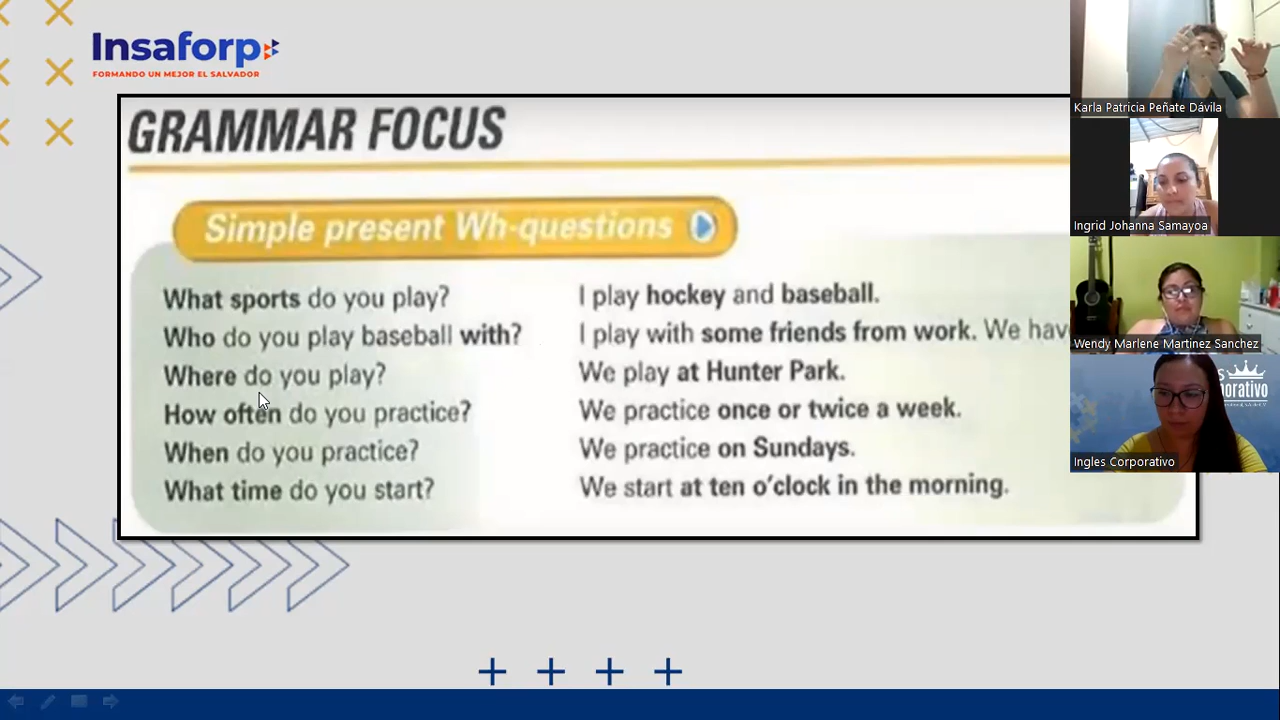 Insaforp
FORMANDO UN MEJOR EL SALVADOR
GRAMMAR FOCUS
Simple present Wh-questions
What sports do you play? I play hockey and baseball.
Who do you play baseball with? I play with some friends from work. We hav
Where do you play? We play at Hunter Park.
How often do you practice? We practice once or twice a week.
When do you practice? We practice on Sundays.
What time do you start? We start at ten o'clock in the morning.
Karla Patricia Peñate Dávila
Ingrid Johanna Samayoa
Wendy Marlene Martinez Sanchez
S
porativo
Ingles Corporativo